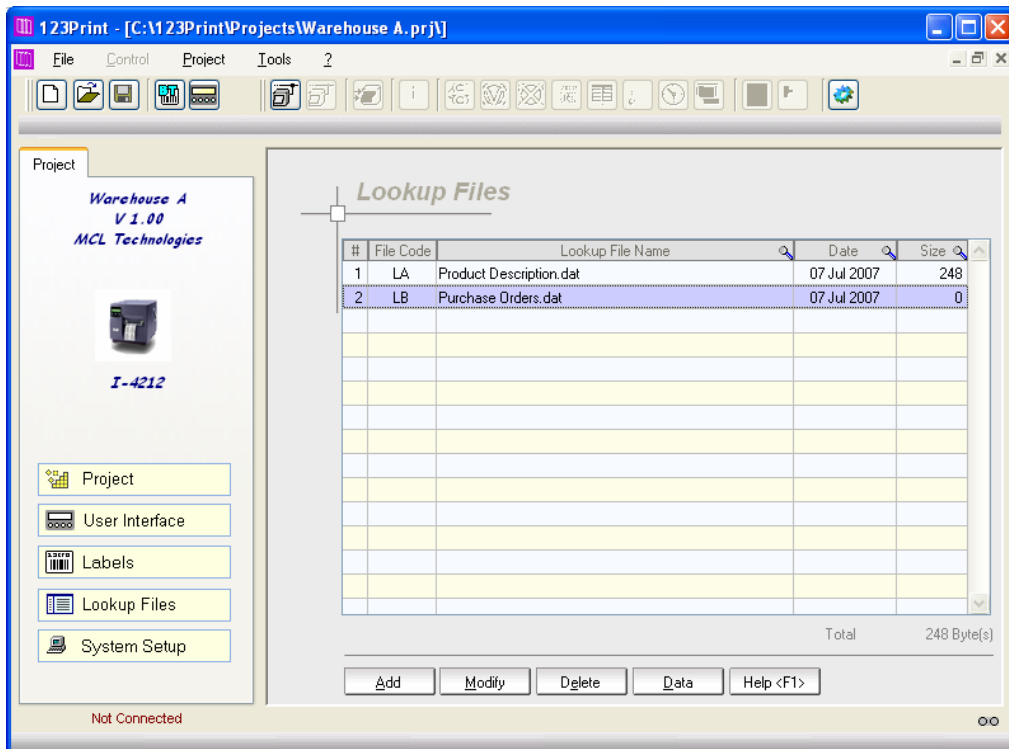 123Print - [C:\123Print\Projects\Warehouse A.prj\]
File Control Project Tools ?
Project
Warehouse A
V 1.00
MCL Technologies
I-4212
Project
User Interface
Labels
Lookup Files
System Setup
Not Connected
Lookup Files
# File Code Lookup File Name Date Size
1 LA Product Description.dat 07 Jul 2007 248
2 LB Purchase Orders.dat 07 Jul 2007 0
Total 248 Byte(s)
Add Modify Delete Data Help <F1>